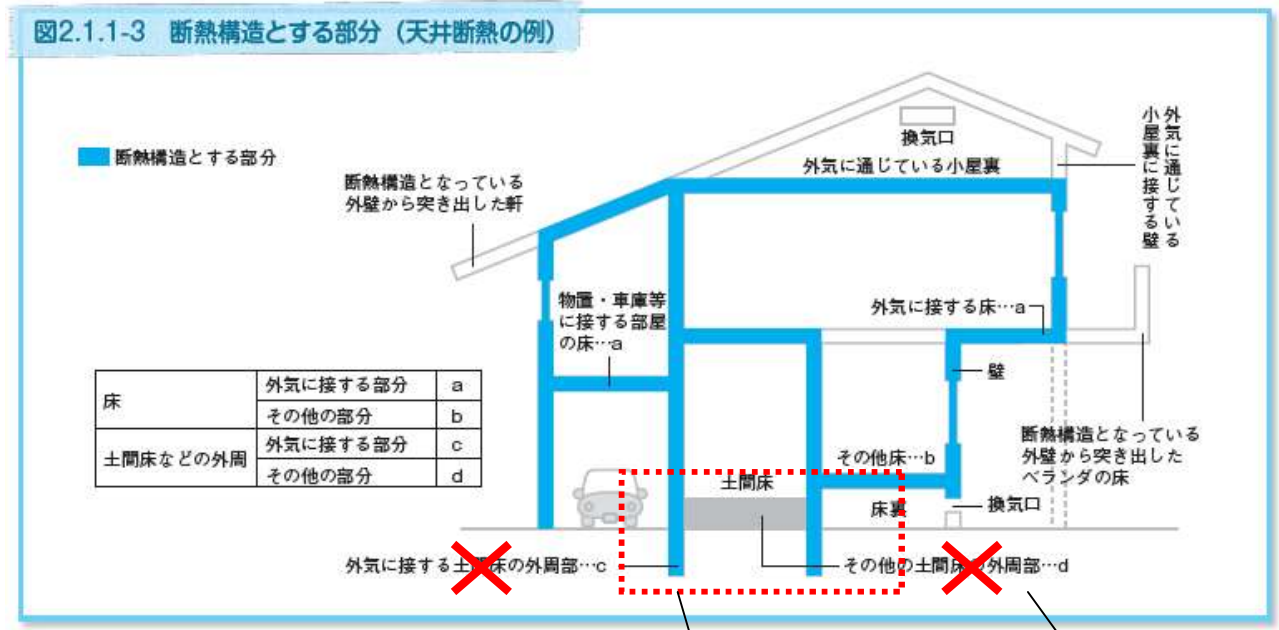 図2.1.1-3 断熱構造とする部分（天井断熱の例）
断熱構造とする部分
換気口
外気に通じている小屋裏
外気に通じている
小屋裏に接する壁
断熱構造となっている
外壁から突き出した軒
物置・車庫等
に接する部屋
の床…a
外気に接する床…a
壁
床
外気に接する部分 a
その他の部分 b
土間床などの外周
外気に接する部分 c
その他の部分 d
断熱構造となっている
外壁から突き出した
ベランダの床
その他床…b
土間床
床裏
換気口
外気に接する土間床の外周部…c
その他の土間床の外周部…d